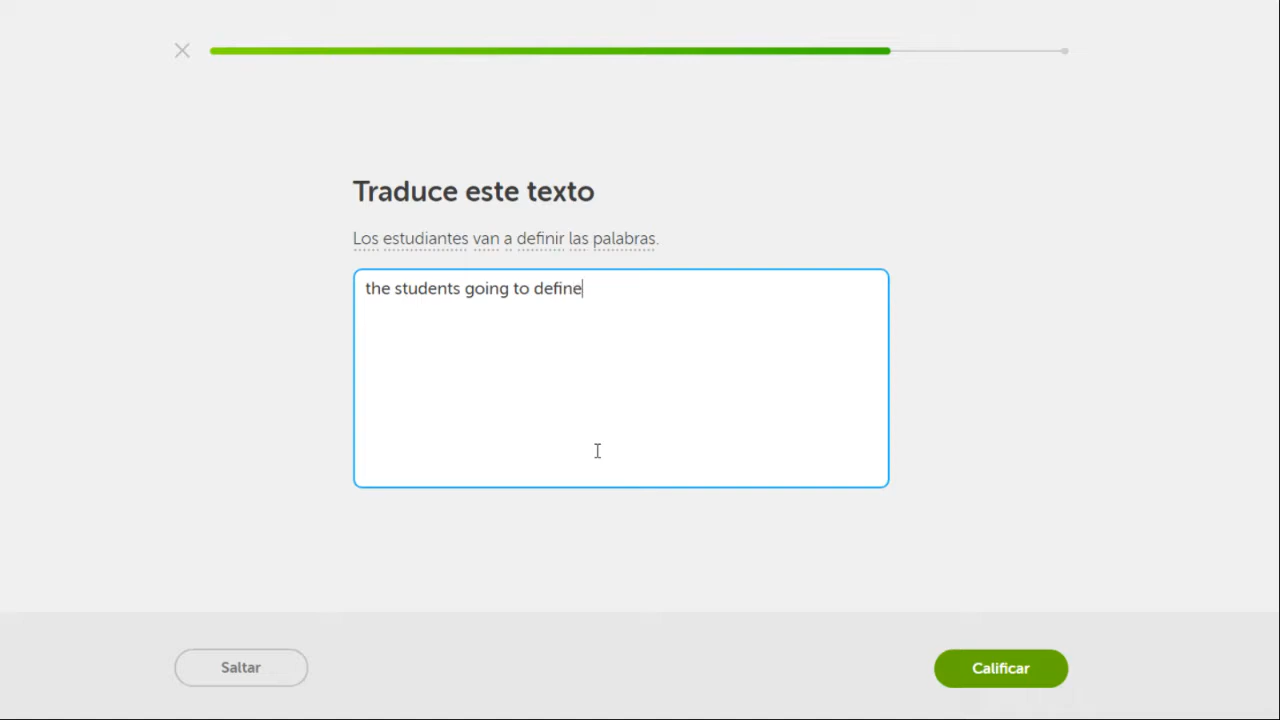 Traduce este texto
Los estudiantes van a definir las palabras.
the students going to define
Saltar
Calificar